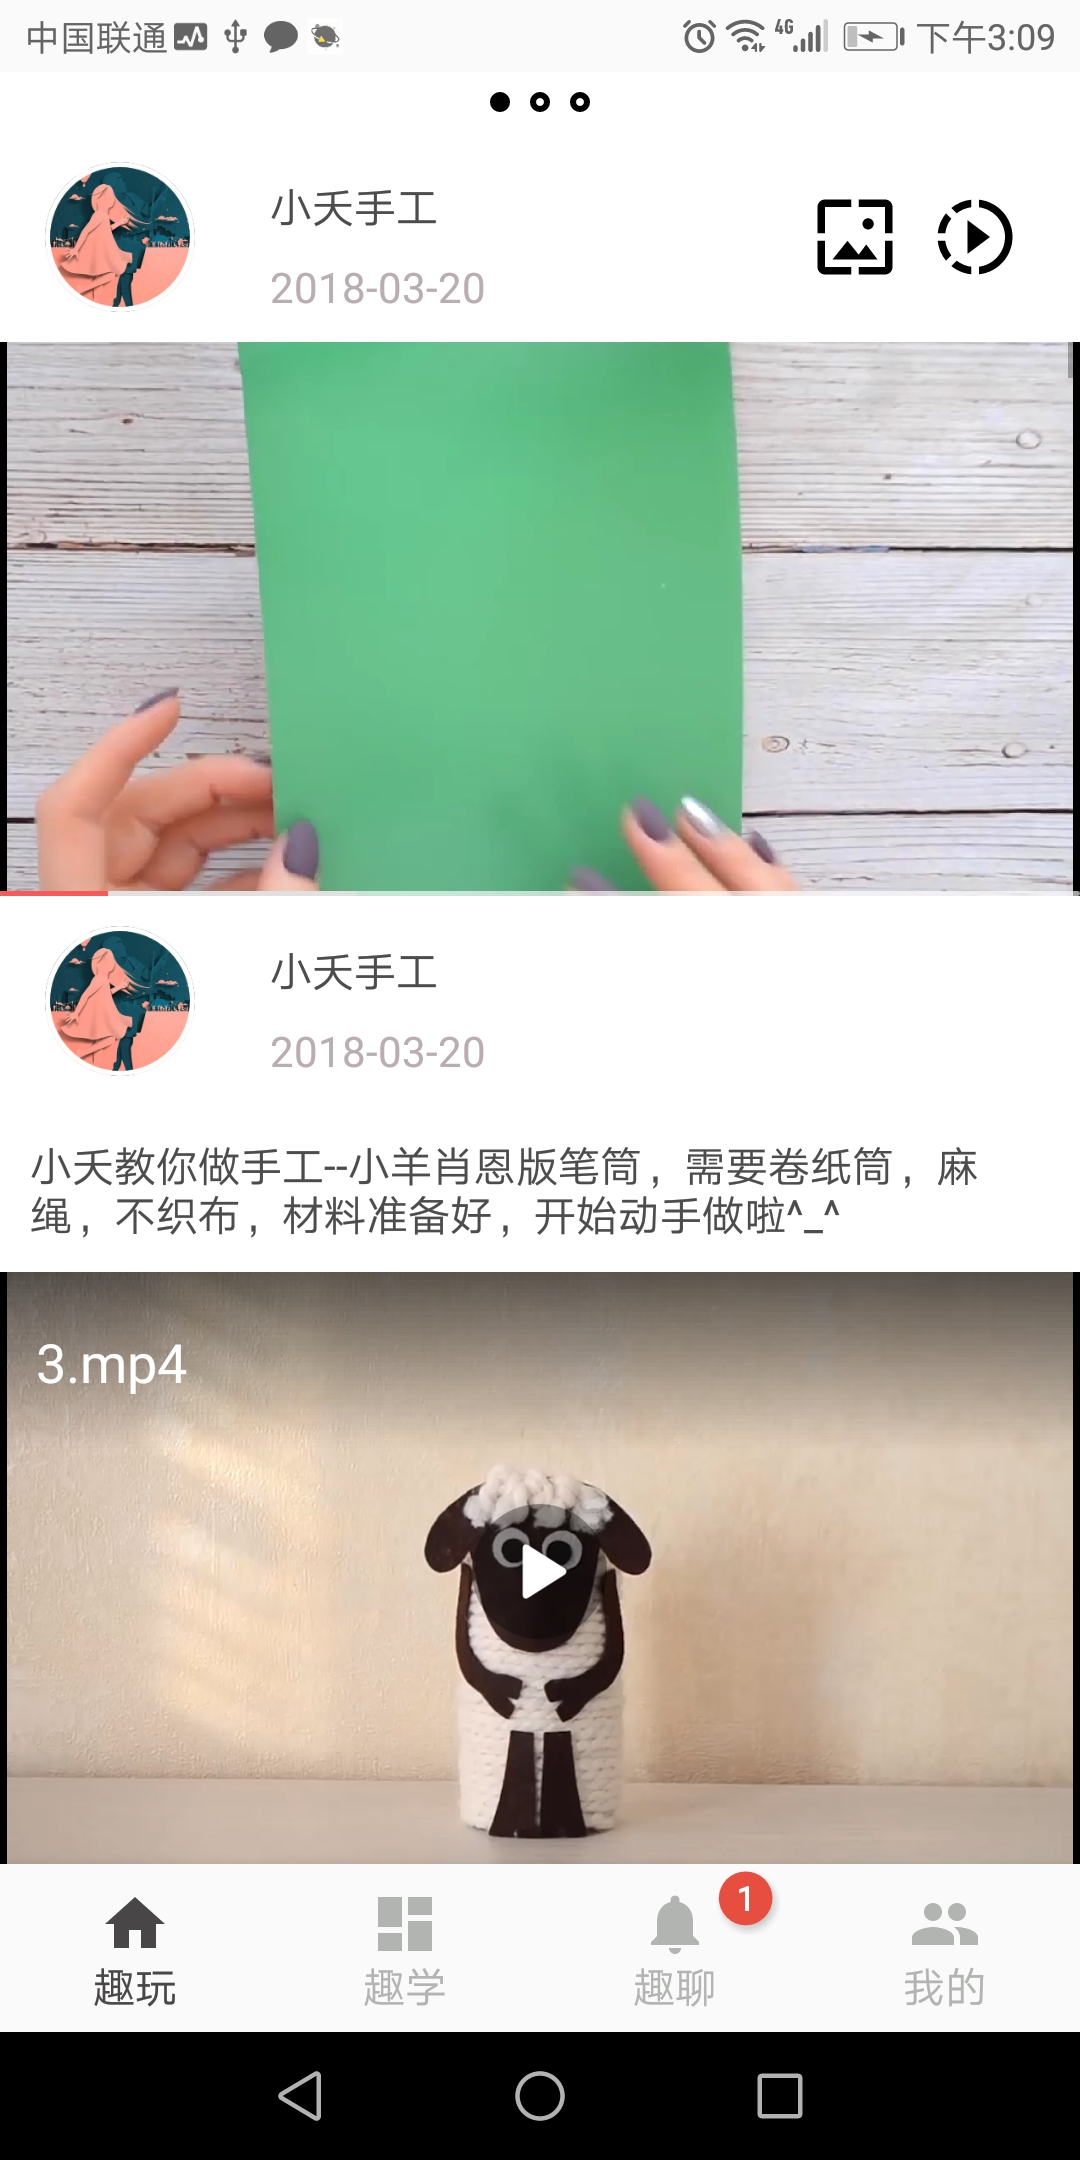 中国联通 4G 下午3:09
小夭手工
2018-03-20
小夭手工
2018-03-20
小夭教你做手工--小羊肖恩版笔筒，需要卷纸筒，麻
绳，不织布，材料准备好，开始动手做啦^_^
3.mp4
1
趣玩 趣学 趣聊 我的